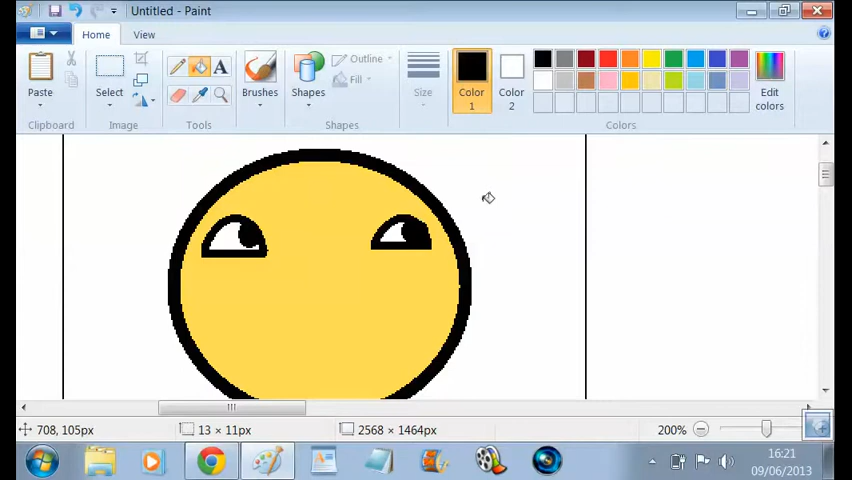 Untitled - Paint
Home View
Paste
Select
Brushes
Shapes
Outline
Fill
Size
Color 1
Color 2
Edit colors
Clipboard Image Tools Shapes Colors
708, 105px 13 × 11px 2568 × 1464px 200%
16:21
09/06/2013